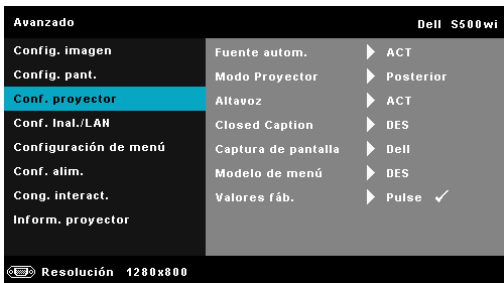 Avanzado Dell S500wi
Config. imagen
Config. pant.
Conf. proyector
Conf. Inal./LAN
Configuración de menú
Conf. alim.
Cong. interact.
Inform. proyector
Fuente autom. ACT
Modo Proyector Posterior
Altavoz ACT
Closed Caption DES
Captura de pantalla Dell
Modelo de menú DES
Valores fáb. Pulse ✓
Resolución 1280x800